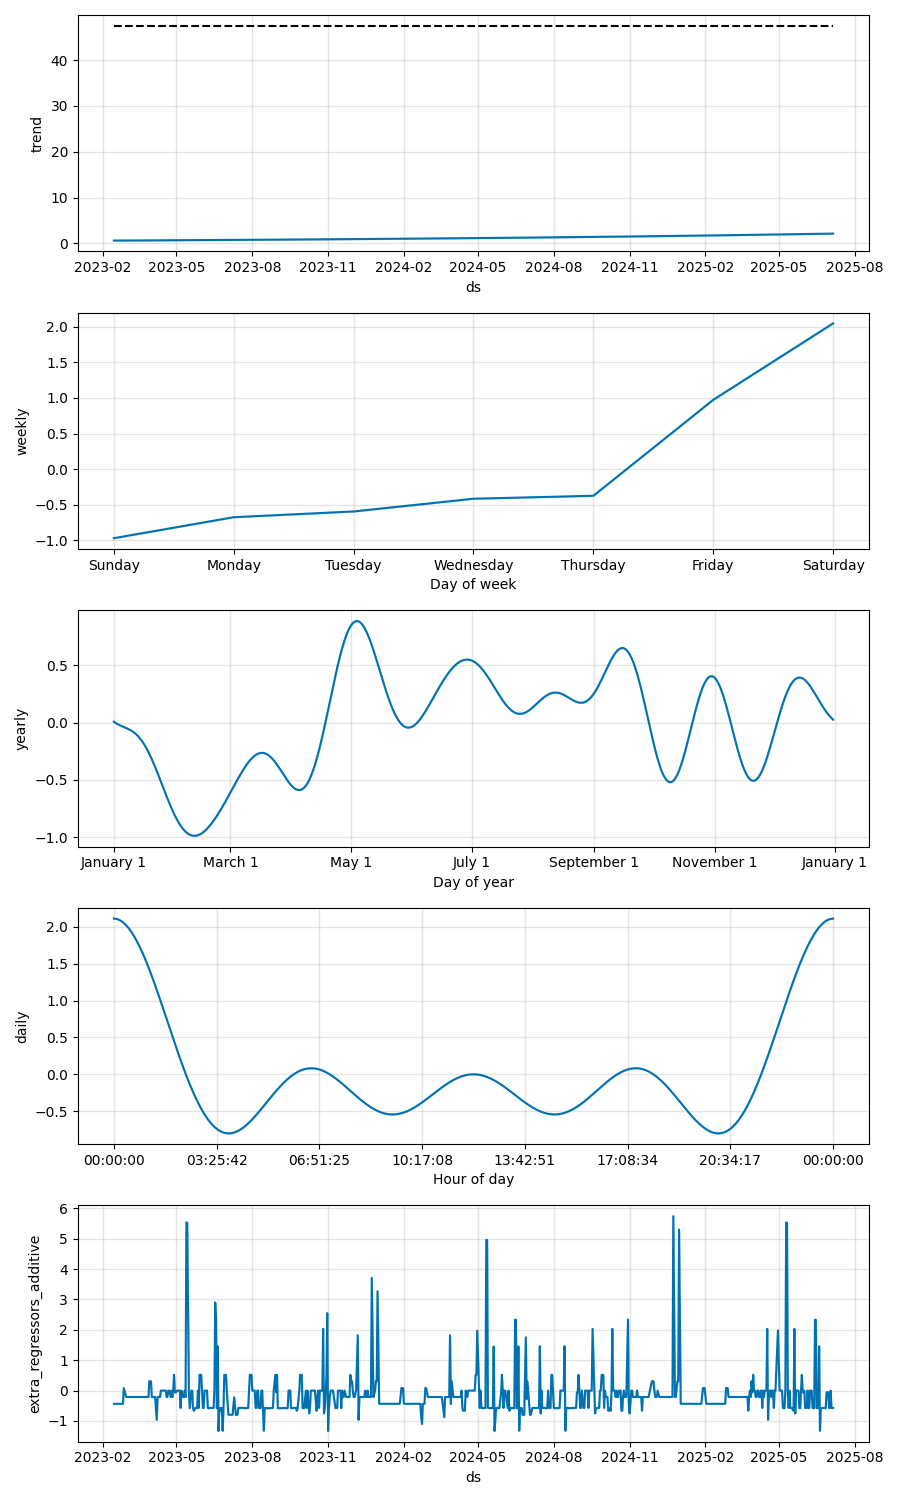 40
30
20
10
0
trend
2023-02 2023-05 2023-08 2023-11 2024-02 2024-05 2024-08 2024-11 2025-02 2025-05 2025-08
ds
2.0
1.5
1.0
0.5
0.0
−0.5
−1.0
weekly
Sunday Monday Tuesday Wednesday Thursday Friday Saturday
Day of week
0.5
0.0
−0.5
−1.0
yearly
January 1 March 1 May 1 July 1 September 1 November 1 January 1
Day of year
2.0
1.5
1.0
0.5
0.0
−0.5
daily
00:00:00 03:25:42 06:51:25 10:17:08 13:42:51 17:08:34 20:34:17 00:00:00
Hour of day
6
5
4
3
2
1
0
−1
extra_regressors_additive
2023-02 2023-05 2023-08 2023-11 2024-02 2024-05 2024-08 2024-11 2025-02 2025-05 2025-08
ds